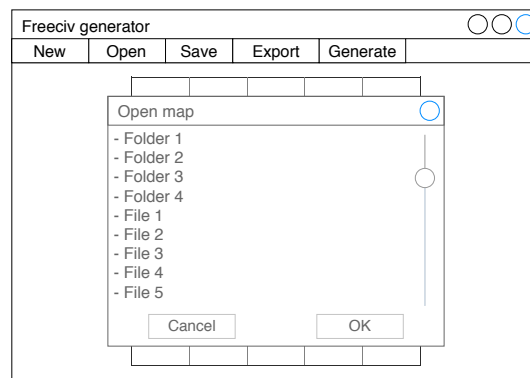 Freeciv generator
New Open Save Export Generate
Open map
- Folder 1
- Folder 2
- Folder 3
- Folder 4
- File 1
- File 2
- File 3
- File 4
- File 5
Cancel OK